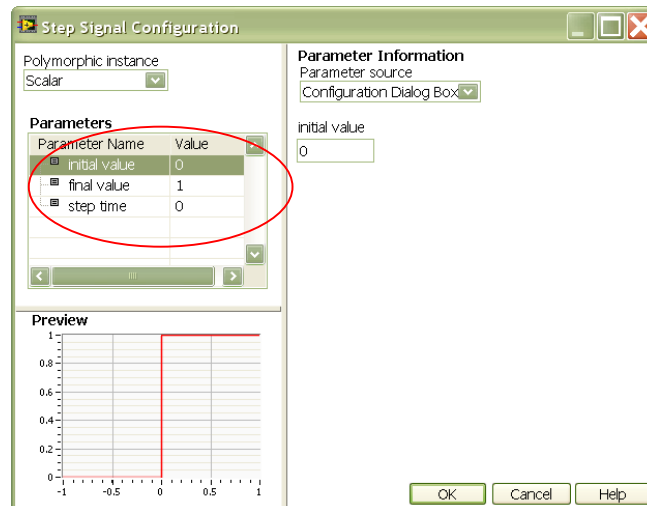 Step Signal Configuration
Polymorphic instance
Scalar
Parameters
Parameter Name Value
initial value 0
final value 1
step time 0
Preview
1
0.8
0.6
0.4
0.2
0
-1 -0.5 0 0.5 1
Parameter Information
Parameter source
Configuration Dialog Box
initial value
0
OK Cancel Help